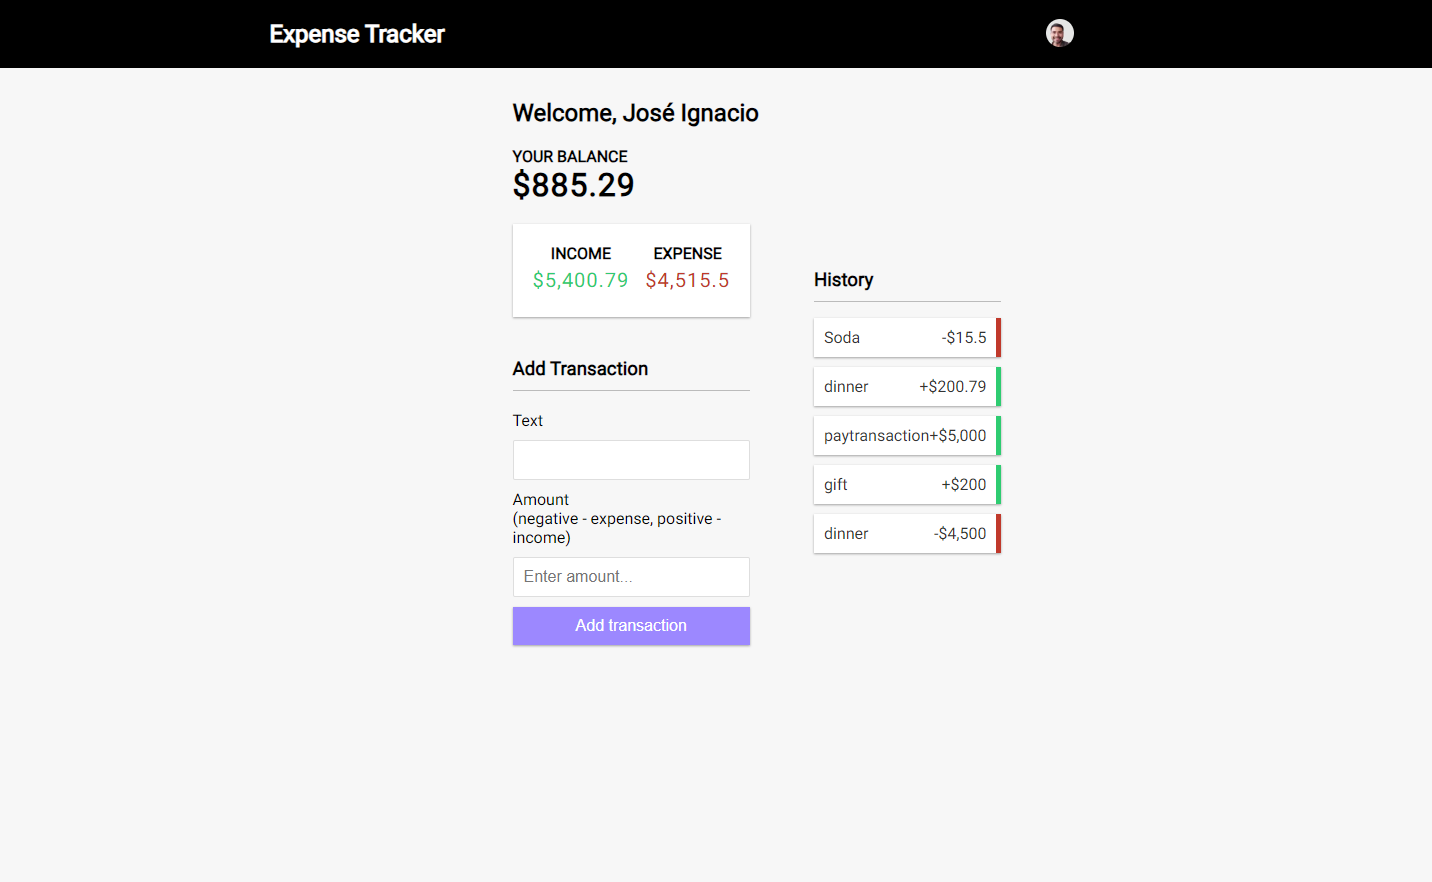 Expense Tracker
Welcome, José Ignacio
YOUR BALANCE
$885.29
INCOME EXPENSE
$5,400.79 $4,515.5
Add Transaction
Text
Amount
(negative - expense, positive -
income)
Enter amount...
Add transaction
History
Soda -$15.5
dinner +$200.79
paytransaction+$5,000
gift +$200
dinner -$4,500